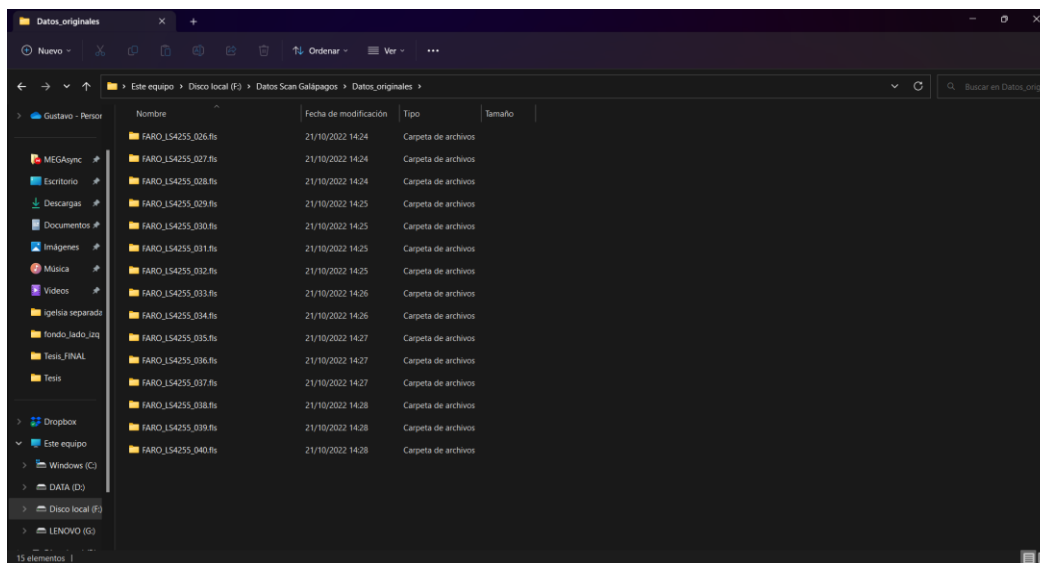 Datos_originales
Nuevo
Ordenar
Ver
Este equipo > Disco local (F:) > Datos Scan Galápagos > Datos_originales >
Buscar en Datos_orig
Nombre Fecha de modificación Tipo Tamaño
FARO_LS4255_026.fls 21/10/2022 14:24 Carpeta de archivos
FARO_LS4255_027.fls 21/10/2022 14:24 Carpeta de archivos
FARO_LS4255_028.fls 21/10/2022 14:24 Carpeta de archivos
FARO_LS4255_029.fls 21/10/2022 14:25 Carpeta de archivos
FARO_LS4255_030.fls 21/10/2022 14:25 Carpeta de archivos
FARO_LS4255_031.fls 21/10/2022 14:25 Carpeta de archivos
FARO_LS4255_032.fls 21/10/2022 14:25 Carpeta de archivos
FARO_LS4255_033.fls 21/10/2022 14:26 Carpeta de archivos
FARO_LS4255_034.fls 21/10/2022 14:26 Carpeta de archivos
FARO_LS4255_035.fls 21/10/2022 14:27 Carpeta de archivos
FARO_LS4255_036.fls 21/10/2022 14:27 Carpeta de archivos
FARO_LS4255_037.fls 21/10/2022 14:27 Carpeta de archivos
FARO_LS4255_038.fls 21/10/2022 14:28 Carpeta de archivos
FARO_LS4255_039.fls 21/10/2022 14:28 Carpeta de archivos
FARO_LS4255_040.fls 21/10/2022 14:28 Carpeta de archivos
Gustavo - Person
MEGAsync
Escritorio
Descargas
Documentos
Imágenes
Música
Videos
igelsia separada
fondo_lado_izq
Tesis_FINAL
Tesis
Dropbox
Este equipo
Windows (C:)
DATA (D:)
Disco local (F:)
LENOVO (G:)
15 elementos